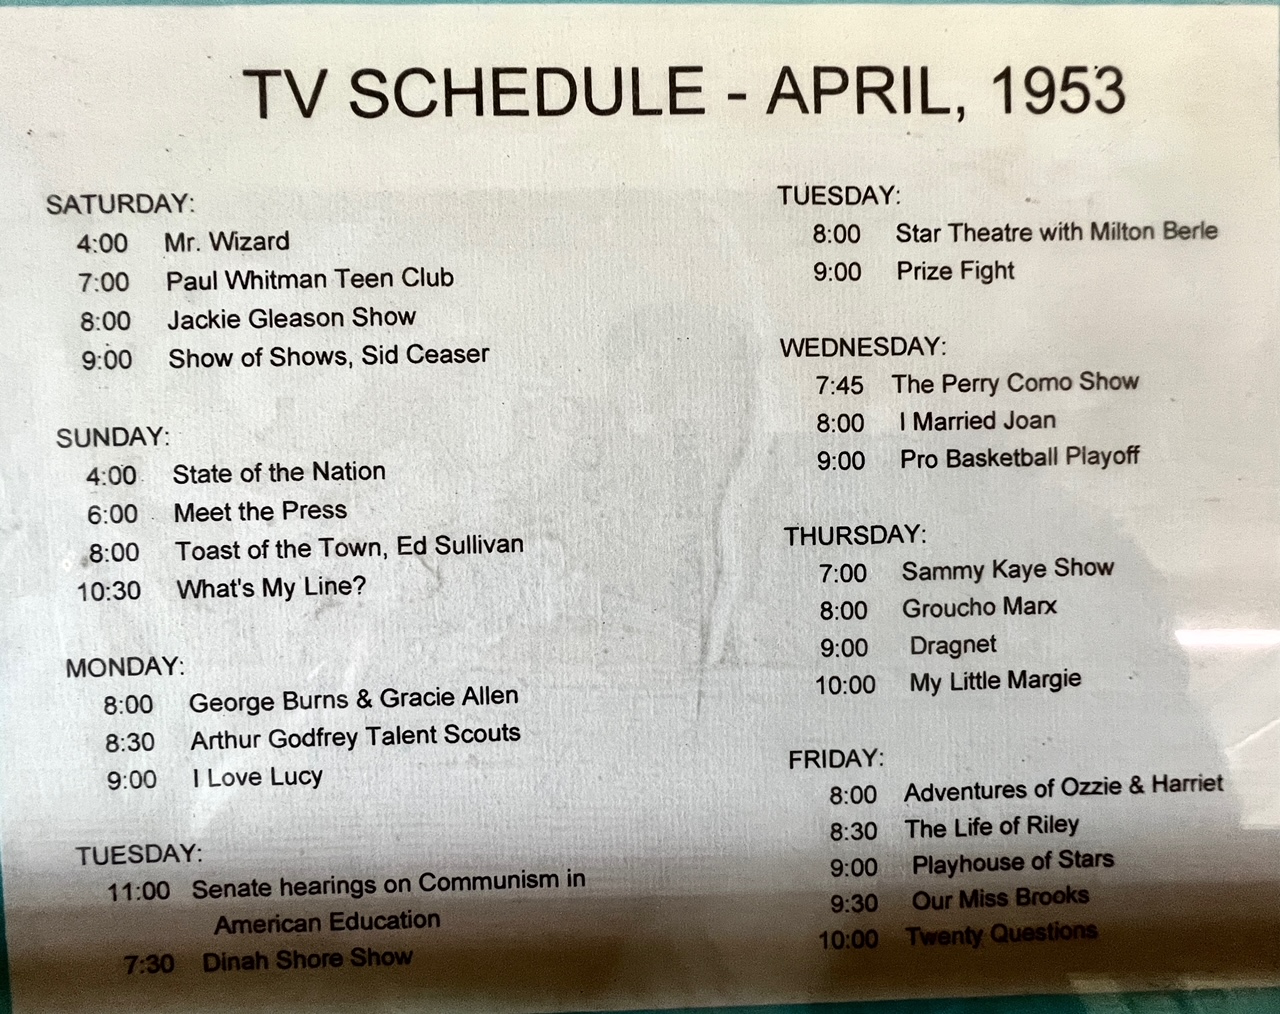 TV SCHEDULE - APRIL, 1953
SATURDAY:
4:00 Mr. Wizard
7:00 Paul Whitman Teen Club
8:00 Jackie Gleason Show
9:00 Show of Shows, Sid Ceaser
SUNDAY:
4:00 State of the Nation
6:00 Meet the Press
8:00 Toast of the Town, Ed Sullivan
10:30 What's My Line?
MONDAY:
8:00 George Burns & Gracie Allen
8:30 Arthur Godfrey Talent Scouts
9:00 I Love Lucy
TUESDAY:
11:00 Senate hearings on Communism in
American Education
7:30 Dinah Shore Show
TUESDAY:
8:00 Star Theatre with Milton Berle
9:00 Prize Fight
WEDNESDAY:
7:45 The Perry Como Show
8:00 I Married Joan
9:00 Pro Basketball Playoff
THURSDAY:
7:00 Sammy Kaye Show
8:00 Groucho Marx
9:00 Dragnet
10:00 My Little Margie
FRIDAY:
8:00 Adventures of Ozzie & Harriet
8:30 The Life of Riley
9:00 Playhouse of Stars
9:30 Our Miss Brooks
10:00 Twenty Questions